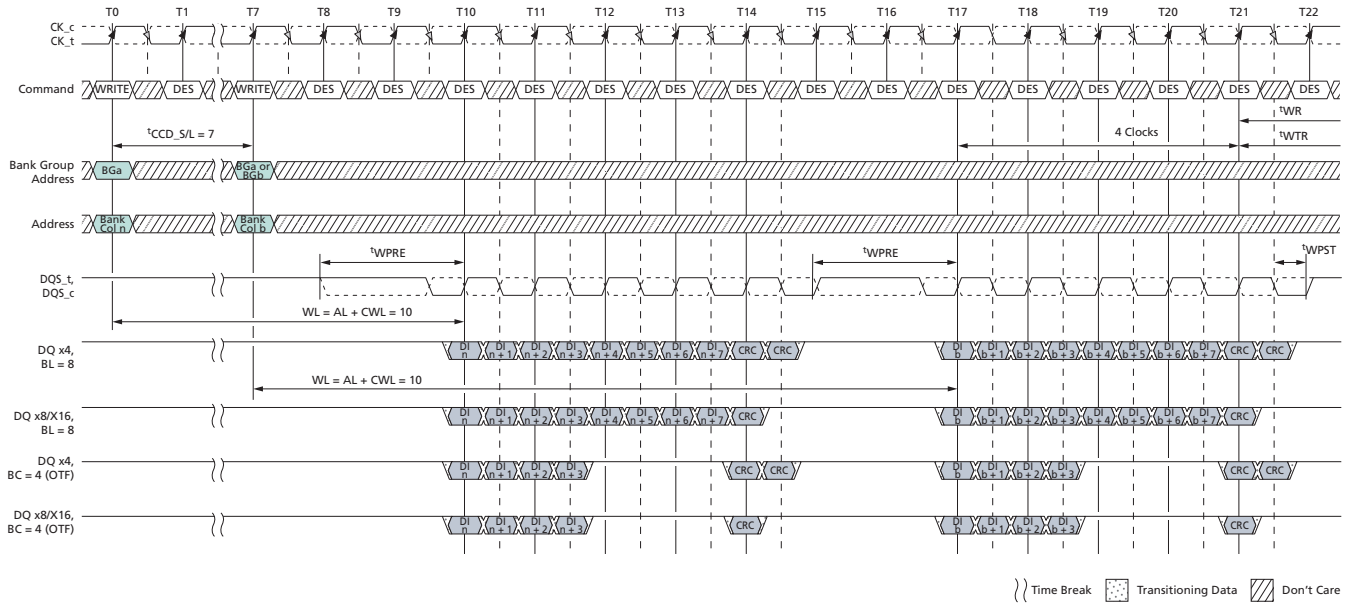 T0 T1 T7 T8 T9 T10 T11 T12 T13 T14 T15 T16 T17 T18 T19 T20 T21 T22
CK_c
CK_t
Command WRITE DES WRITE DES DES DES DES DES DES DES DES DES DES DES DES DES DES DES
tWR
tCCD_S/L = 7 4 Clocks tWTR
Bank Group
Address
BGa
BGa or
BGb
Address
Bank
Col n
Bank
Col b
tWPRE tWPRE tWPST
DQS_t,
DQS_c
WL = AL + CWL = 10
DQ x4,
BL = 8
DI n DI n + 1 DI n + 2 DI n + 3 DI n + 4 DI n + 5 DI n + 6 DI n + 7 CRC CRC DI b DI b + 1 DI b + 2 DI b + 3 DI b + 4 DI b + 5 DI b + 6 DI b + 7 CRC CRC
WL = AL + CWL = 10
DQ x8/X16,
BL = 8
DI n DI n + 1 DI n + 2 DI n + 3 DI n + 4 DI n + 5 DI n + 6 DI n + 7 CRC DI b DI b + 1 DI b + 2 DI b + 3 DI b + 4 DI b + 5 DI b + 6 DI b + 7 CRC
DQ x4,
BC = 4 (OTF)
DI n DI n + 1 DI n + 2 DI n + 3 CRC CRC DI b DI b + 1 DI b + 2 DI b + 3 CRC CRC
DQ x8/X16,
BC = 4 (OTF)
DI n DI n + 1 DI n + 2 DI n + 3 CRC DI b DI b + 1 DI b + 2 DI b + 3 CRC
Time Break Transitioning Data Don't Care